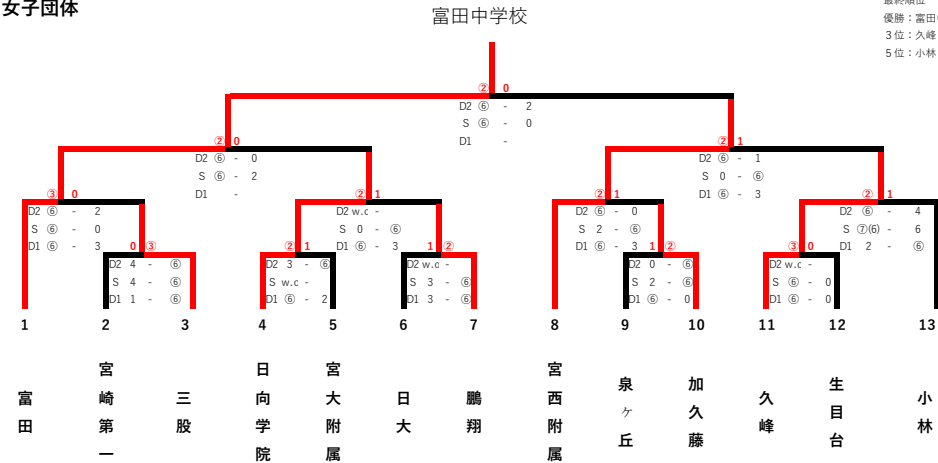 女子団体
富田中学校
最終順位
優勝：富田
３位：久峰
５位：小林
② 0
D2 ⑥ - 2
S ⑥ - 0
D1 -
② 0
D2 ⑥ - 0
S ⑥ - 2
D1 -
② 1
D2 ⑥ - 1
S 0 - ⑥
D1 ⑥ - 3
③ 0
D2 ⑥ - 2
S ⑥ - 0
D1 ⑥ - 3
② 1
D2 w.o -
S 0 - ⑥
D1 ⑥ - 3
② 1
D2 ⑥ - 0
S 2 - ⑥
D1 ⑥ - 3
② 1
D2 ⑥ - 4
S ⑦(6) - 6
D1 2 - ⑥
0 ③
D2 4 - ⑥
S 4 - ⑥
D1 1 - ⑥
② 1
D2 3 - ⑥
S w.o -
D1 ⑥ - 2
1 ②
D2 w.o -
S 3 - ⑥
D1 3 - ⑥
1 ②
D2 0 - ⑥
S 2 - ⑥
D1 ⑥ - 0
③ 0
D2 w.o -
S ⑥ - 0
D1 ⑥ - 0
1 2 3 4 5 6 7 8 9 10 11 12 13
富田
宮崎第一
三股
日向学院
宮大附属
日大
鵬翔
宮西附属
泉ヶ丘
加久藤
久峰
生目台
小林